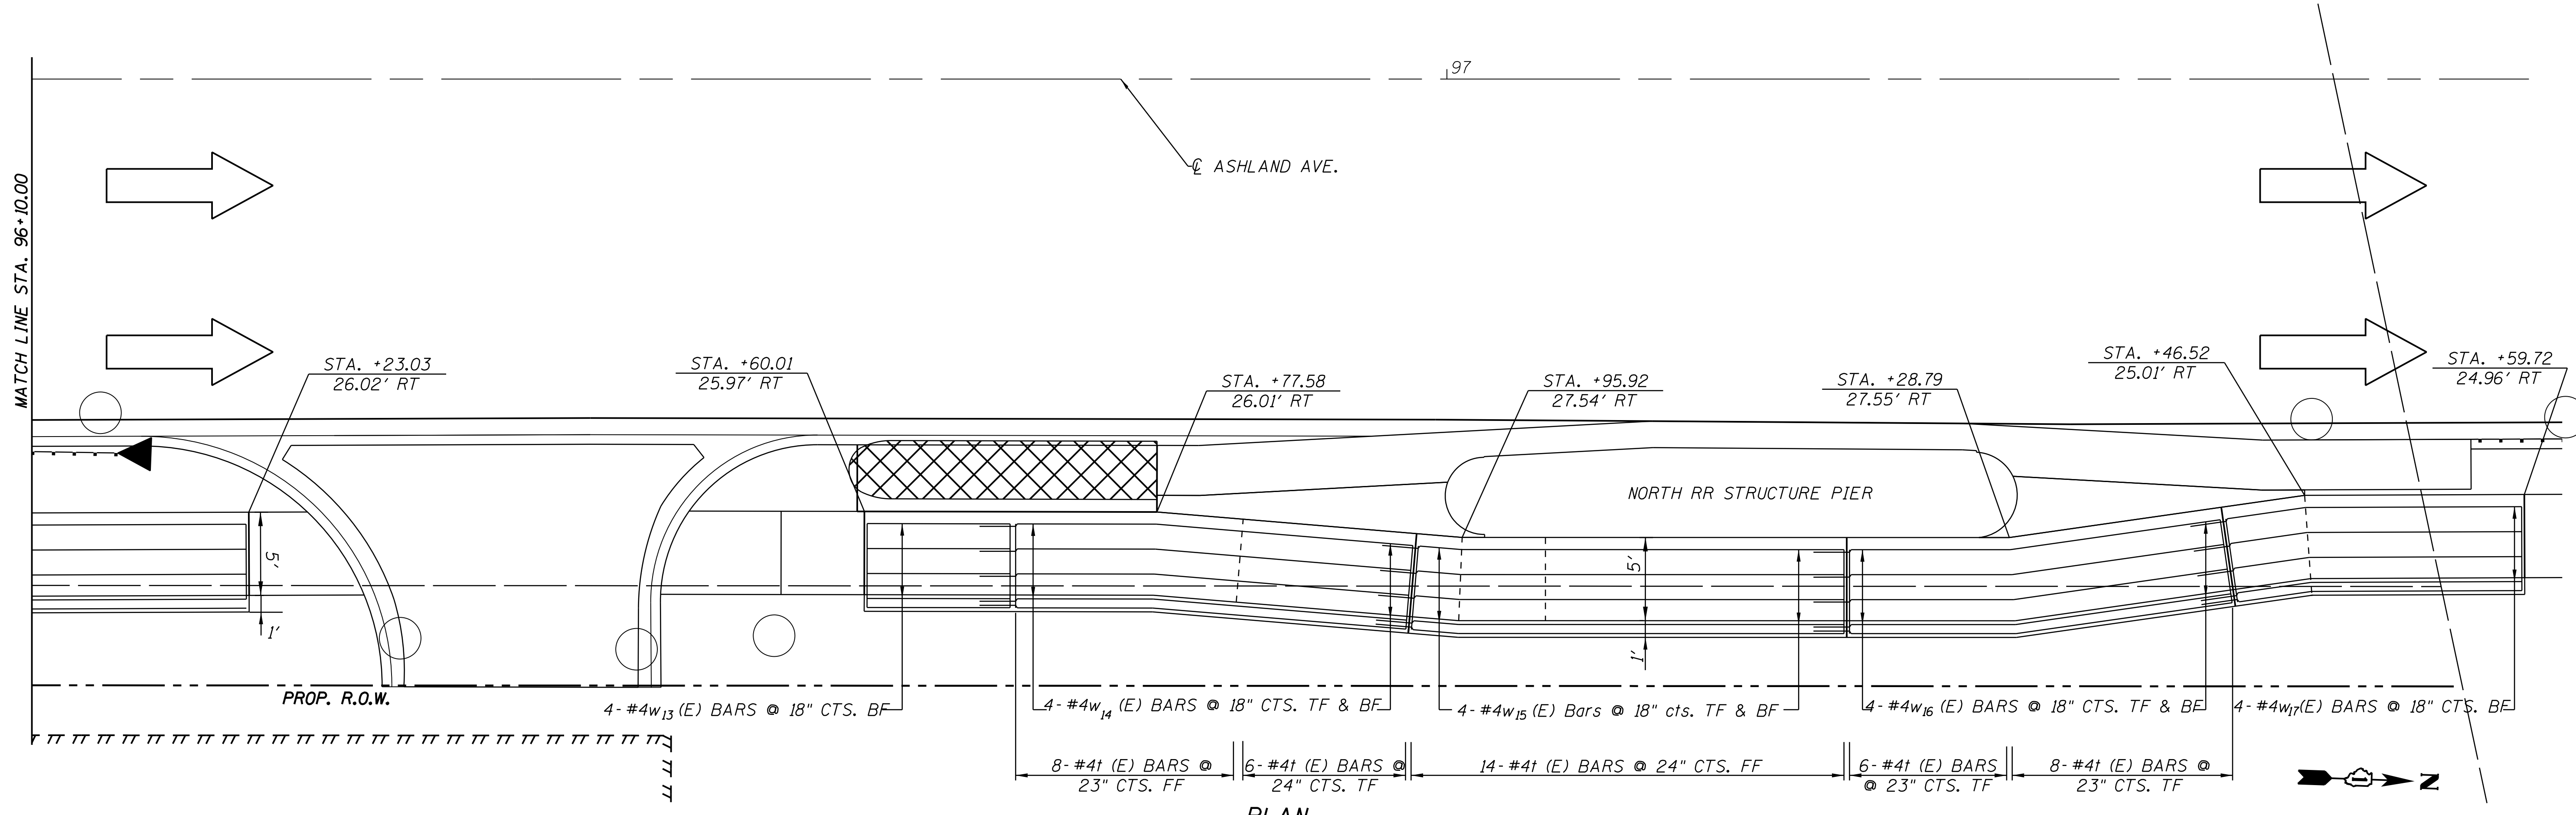 97
℄ ASHLAND AVE.
MATCH LINE STA. 96+10.00
STA. +23.03
26.02' RT
STA. +60.01
25.97' RT
STA. +77.58
26.01' RT
STA. +95.92
27.54' RT
STA. +28.79
27.55' RT
STA. +46.52
25.01' RT
STA. +59.72
24.96' RT
NORTH RR STRUCTURE PIER
5'
1'
5'
1'
PROP. R.O.W.
4-#4w13 (E) BARS @ 18" CTS. BF
4-#4w14 (E) BARS @ 18" CTS. TF & BF
4-#4w15 (E) Bars @ 18" cts. TF & BF
4-#4w16 (E) BARS @ 18" CTS. TF & BF
4-#4w17(E) BARS @ 18" CTS. BF
8-#4t (E) BARS @
23" CTS. FF
6-#4t (E) BARS @
24" CTS. TF
14-#4t (E) BARS @ 24" CTS. FF
6-#4t (E) BARS
@ 23" CTS. TF
8-#4t (E) BARS @
23" CTS. TF
1
N
PLAN